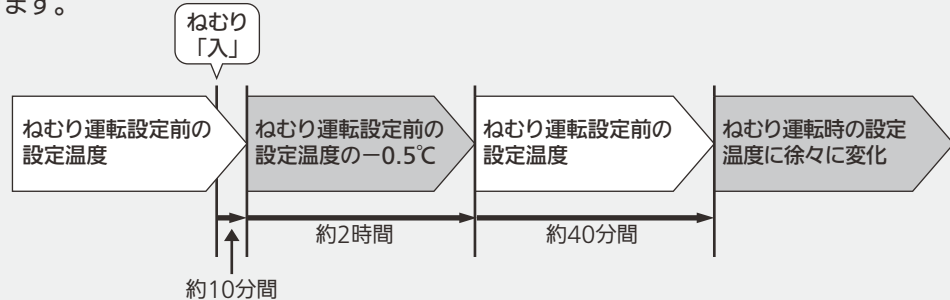 ます。
ねむり
「入」
ねむり運転設定前の
設定温度
ねむり運転設定前の
設定温度の－0.5℃
ねむり運転設定前の
設定温度
ねむり運転時の設定
温度に徐々に変化
約2時間
約40分間
約10分間